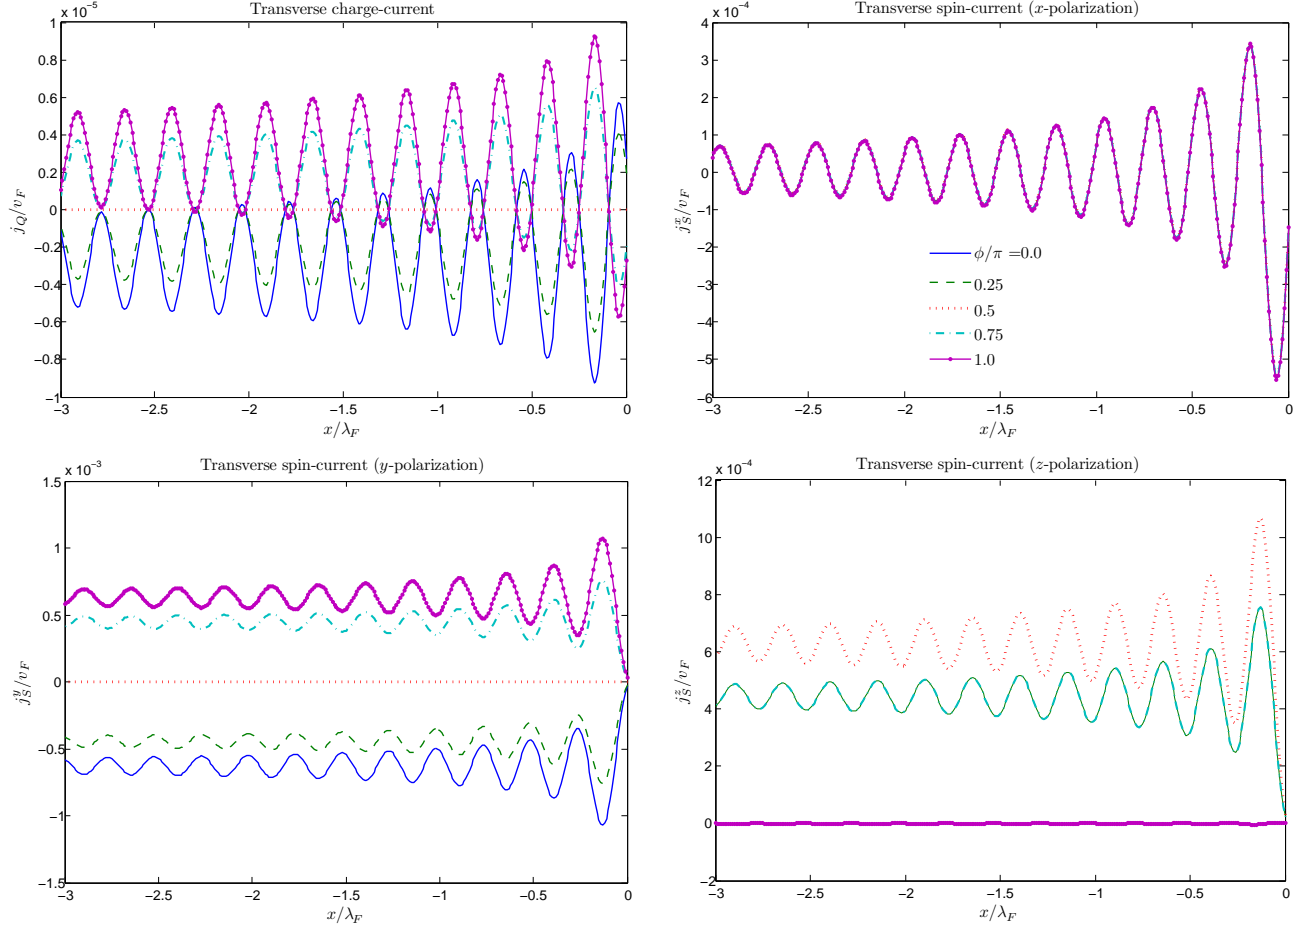 Transverse charge-current
x 10⁻⁵
1
0.8
0.6
0.4
0.2
0
−0.2
−0.4
−0.6
−0.8
−1
j_Q/v_F
−3 −2.5 −2 −1.5 −1 −0.5 0
x/λ_F
Transverse spin-current (x-polarization)
x 10⁻⁴
4
3
2
1
0
−1
−2
−3
−4
−5
−6
j_S^x/v_F
ϕ/π =0.0
0.25
0.5
0.75
1.0
−3 −2.5 −2 −1.5 −1 −0.5 0
x/λ_F
Transverse spin-current (y-polarization)
x 10⁻³
1.5
1
0.5
0
−0.5
−1
−1.5
j_S^y/v_F
−3 −2.5 −2 −1.5 −1 −0.5 0
x/λ_F
Transverse spin-current (z-polarization)
x 10⁻⁴
12
10
8
6
4
2
0
−2
j_S^z/v_F
−3 −2.5 −2 −1.5 −1 −0.5 0
x/λ_F